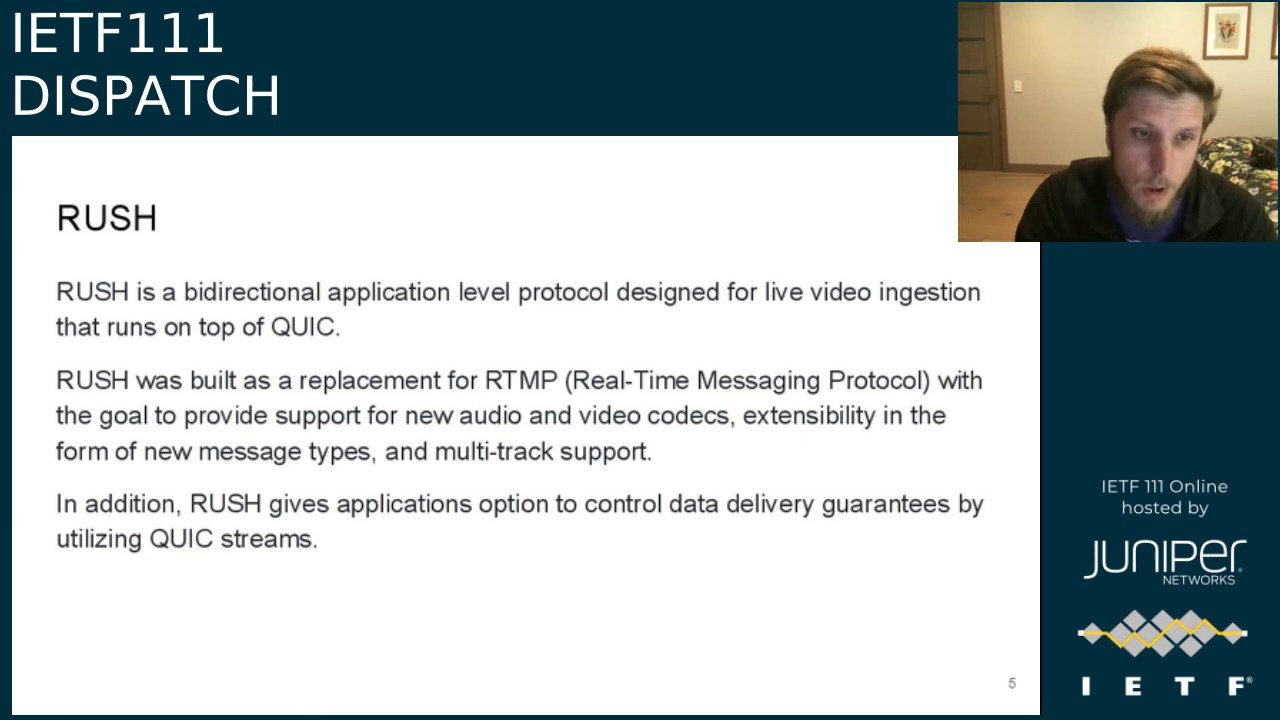 IETF111
DISPATCH
RUSH
RUSH is a bidirectional application level protocol designed for live video ingestion
that runs on top of QUIC.
RUSH was built as a replacement for RTMP (Real-Time Messaging Protocol) with
the goal to provide support for new audio and video codecs, extensibility in the
form of new message types, and multi-track support.
In addition, RUSH gives applications option to control data delivery guarantees by
utilizing QUIC streams.
5
IETF 111 Online
hosted by
JUNIPER
NETWORKS
I E T F®